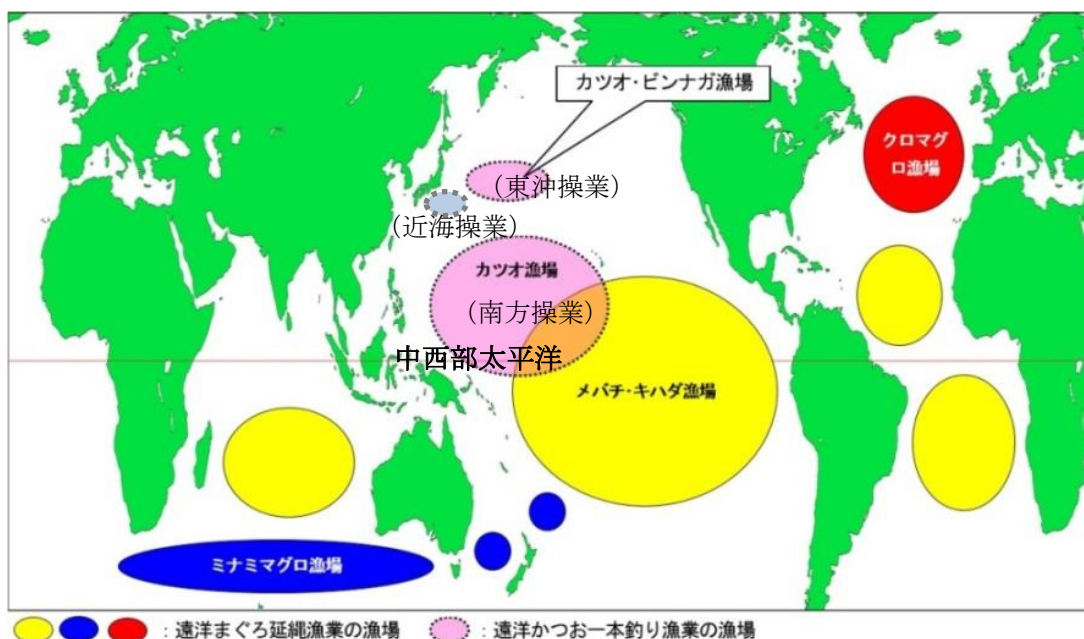 カツオ・ビンナガ漁場
クロマグ
ロ漁場
(東沖操業)
(近海操業)
カツオ漁場
(南方操業)
中西部太平洋
メバチ・キハダ漁場
ミナミマグロ漁場
:遠洋まぐろ延縄漁業の漁場 :遠洋かつお一本釣り漁業の漁場